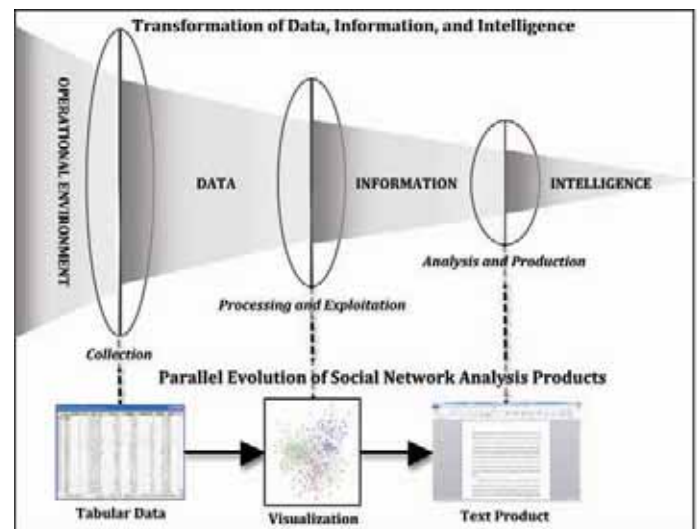 Transformation of Data, Information, and Intelligence
OPERATIONAL ENVIRONMENT
DATA
INFORMATION
INTELLIGENCE
Analysis and Production
Processing and Exploitation
Collection
Parallel Evolution of Social Network Analysis Products
Tabular Data
Visualization
Text Product